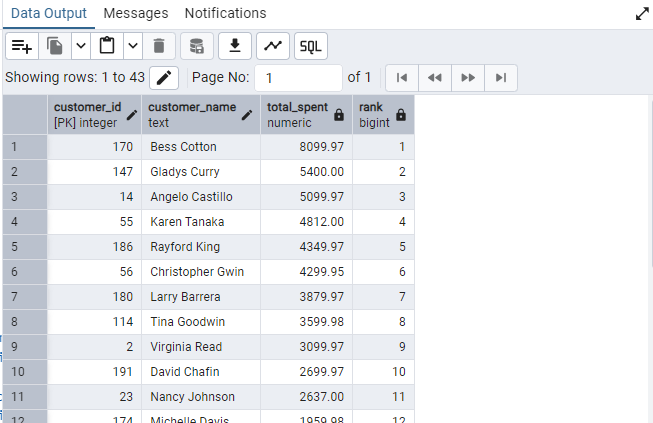 Data Output Messages Notifications
SQL
Showing rows: 1 to 43 Page No: 1 of 1
customer_id customer_name total_spent rank
[PK] integer text numeric bigint
1 170 Bess Cotton 8099.97 1
2 147 Gladys Curry 5400.00 2
3 14 Angelo Castillo 5099.97 3
4 55 Karen Tanaka 4812.00 4
5 186 Rayford King 4349.97 5
6 56 Christopher Gwin 4299.95 6
7 180 Larry Barrera 3879.97 7
8 114 Tina Goodwin 3599.98 8
9 2 Virginia Read 3099.97 9
10 191 David Chafin 2699.97 10
11 23 Nancy Johnson 2637.00 11
12 174 Michelle Davis 1959.98 12